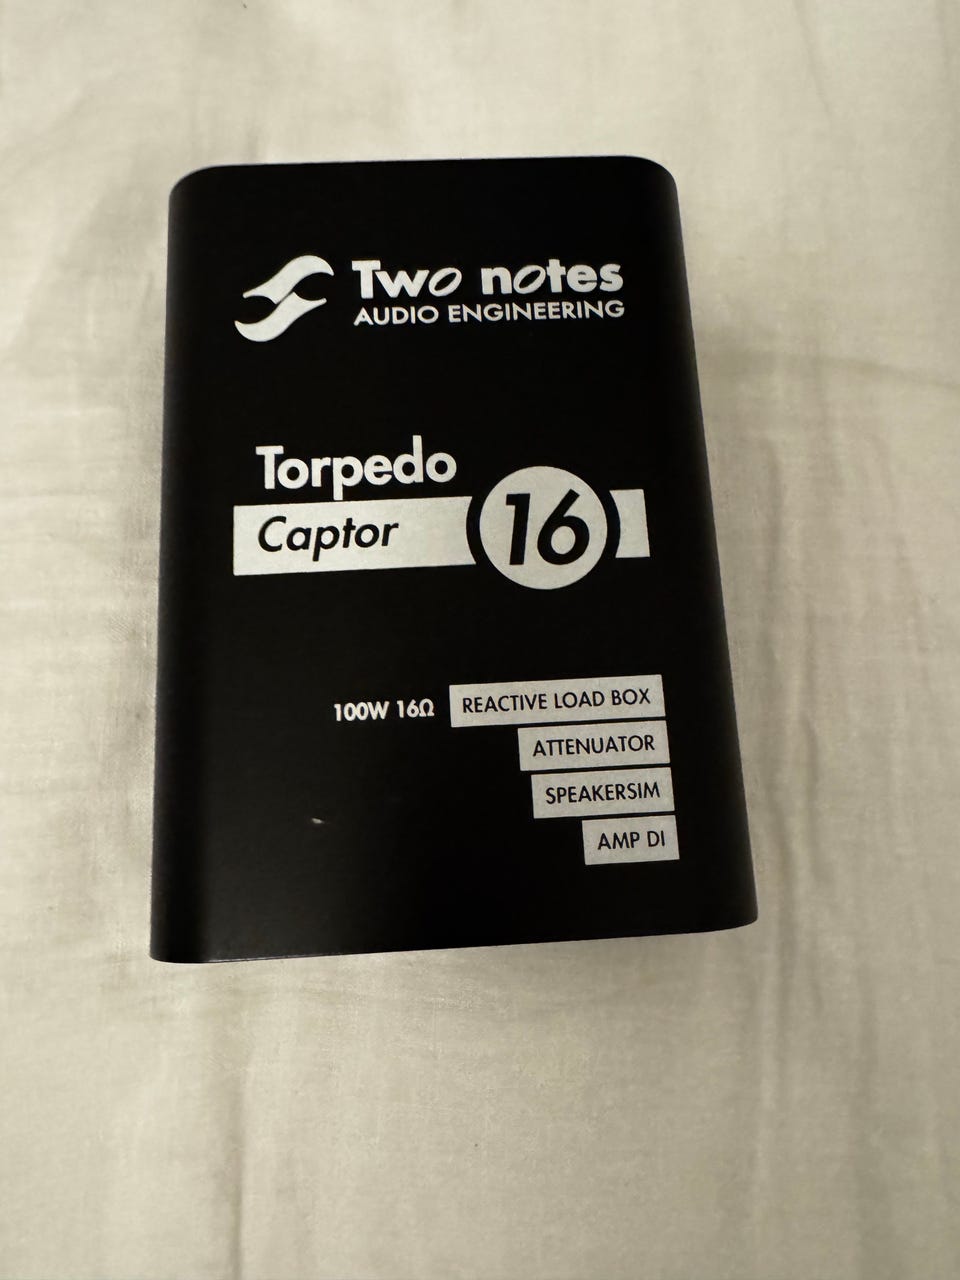 Two notes
AUDIO ENGINEERING
Torpedo
Captor 16
100W 16Ω REACTIVE LOAD BOX
ATTENUATOR
SPEAKERSIM
AMP DI